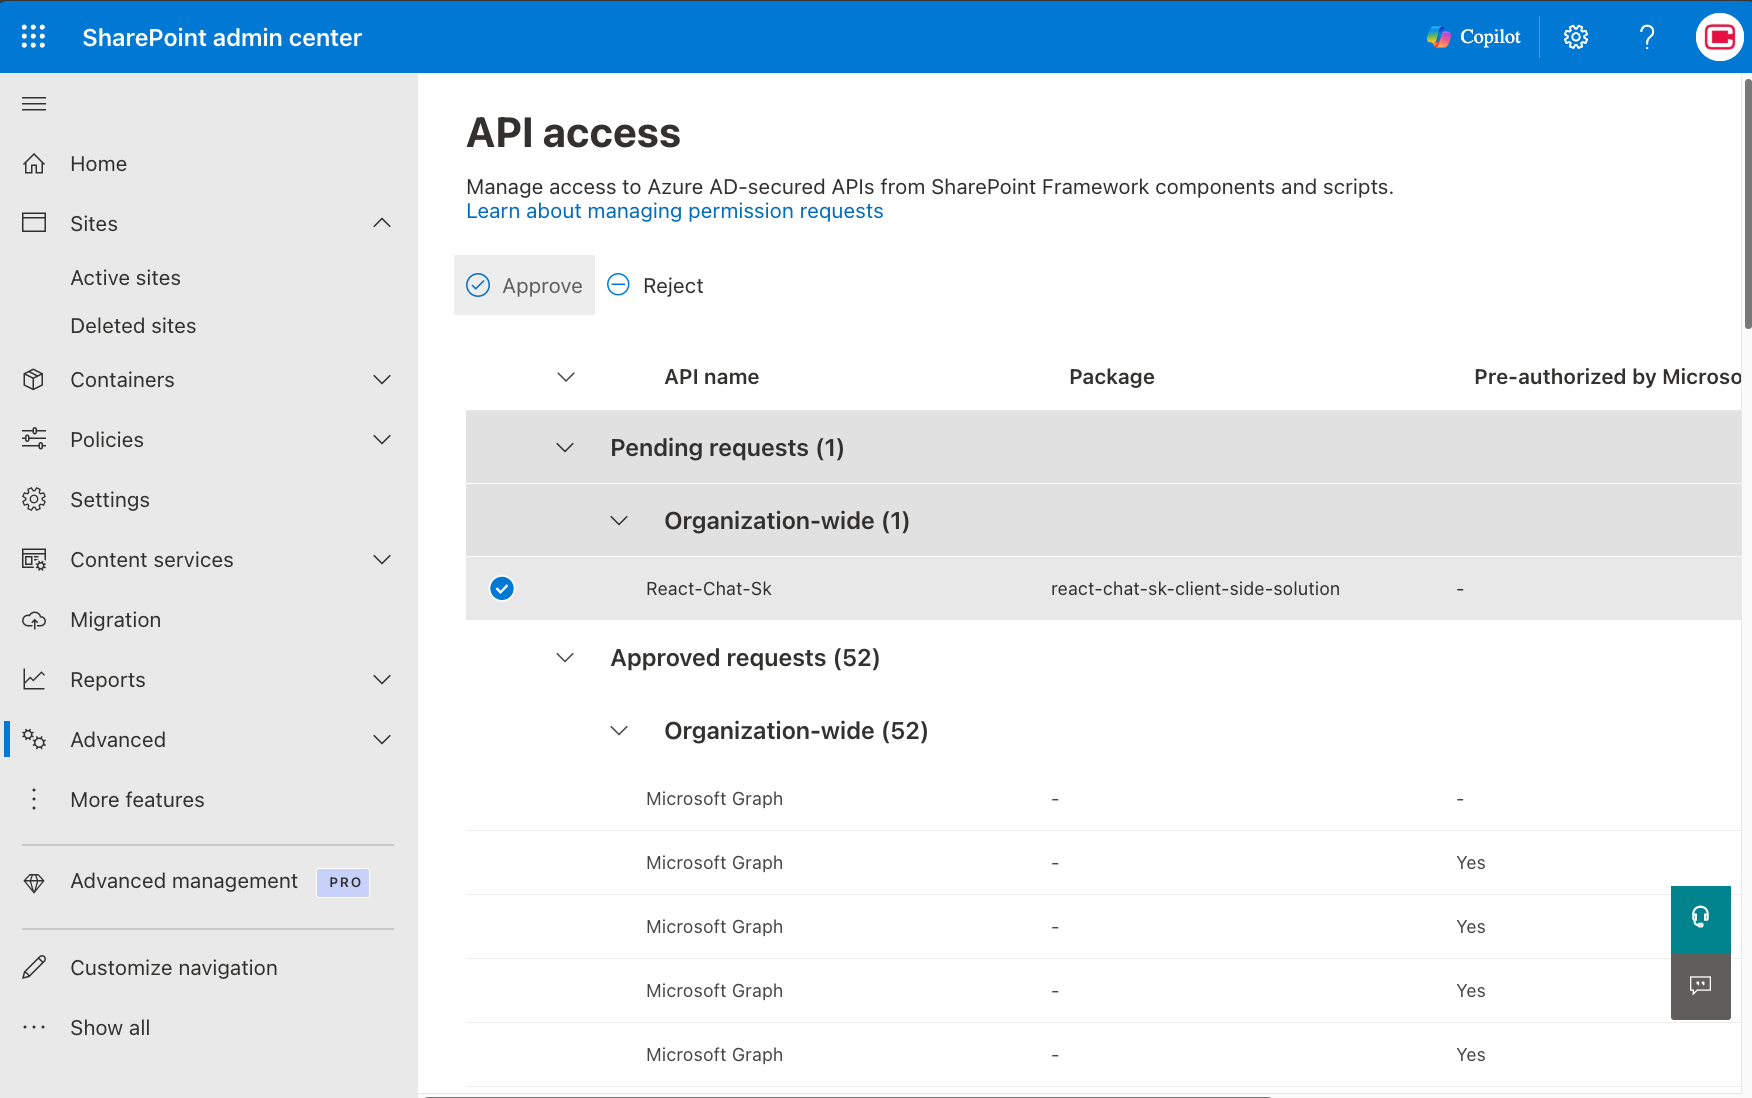 SharePoint admin center
Copilot
Home
Sites
Active sites
Deleted sites
Containers
Policies
Settings
Content services
Migration
Reports
Advanced
More features
Advanced management PRO
Customize navigation
Show all
API access
Manage access to Azure AD-secured APIs from SharePoint Framework components and scripts.
Learn about managing permission requests
Approve Reject
API name Package Pre-authorized by Microso
Pending requests (1)
Organization-wide (1)
React-Chat-Sk react-chat-sk-client-side-solution -
Approved requests (52)
Organization-wide (52)
Microsoft Graph - -
Microsoft Graph - Yes
Microsoft Graph - Yes
Microsoft Graph - Yes
Microsoft Graph - Yes